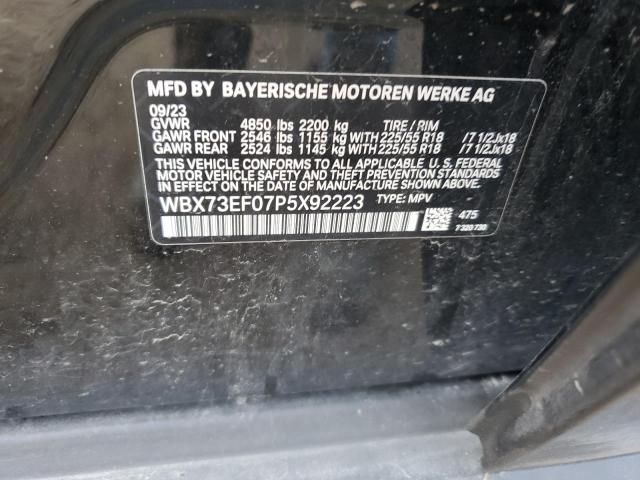 MFD BY BAYERISCHE MOTOREN WERKE AG
09/23
GVWR 4850 lbs 2200 kg TIRE / RIM
GAWR FRONT 2546 lbs 1155 kg WITH 225/55 R18 /7 1/2Jx18
GAWR REAR 2524 lbs 1145 kg WITH 225/55 R18 /7 1/2Jx18
THIS VEHICLE CONFORMS TO ALL APPLICABLE U. S. FEDERAL
MOTOR VEHICLE SAFETY AND THEFT PREVENTION STANDARDS
IN EFFECT ON THE DATE OF MANUFACTURE SHOWN ABOVE.
WBX73EF07P5X92223 TYPE: MPV
475
7 320 730